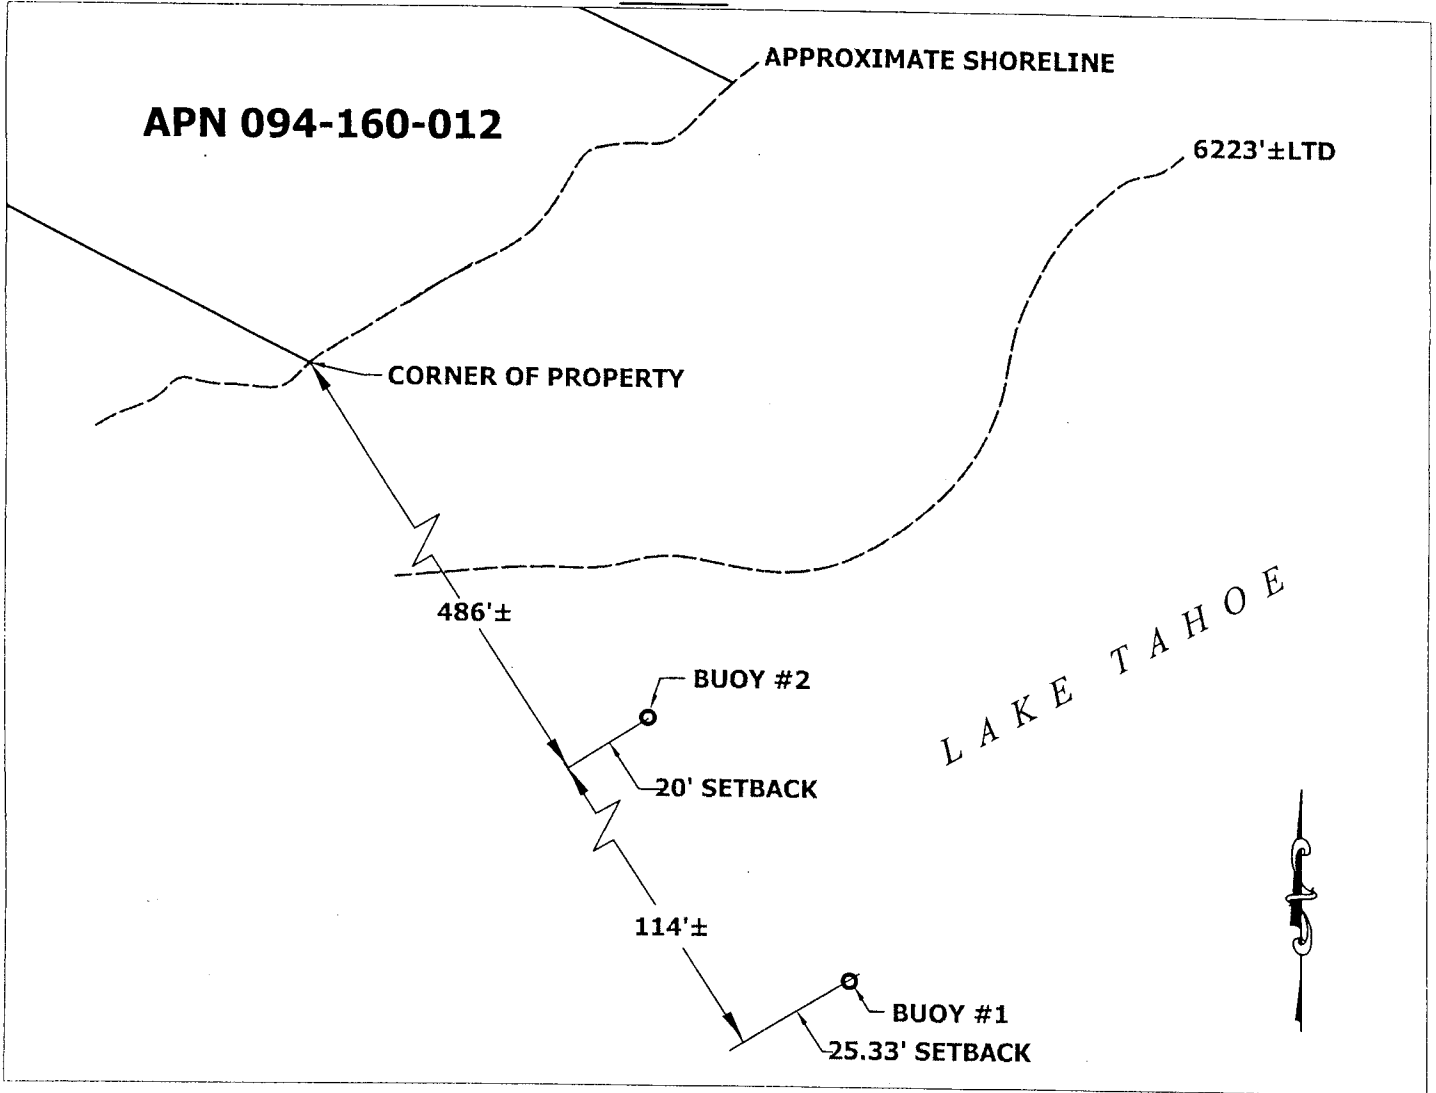 APPROXIMATE SHORELINE
APN 094-160-012
6223'±LTD
CORNER OF PROPERTY
486'±
LAKE TAHOE
BUOY #2
20' SETBACK
114'±
BUOY #1
25.33' SETBACK